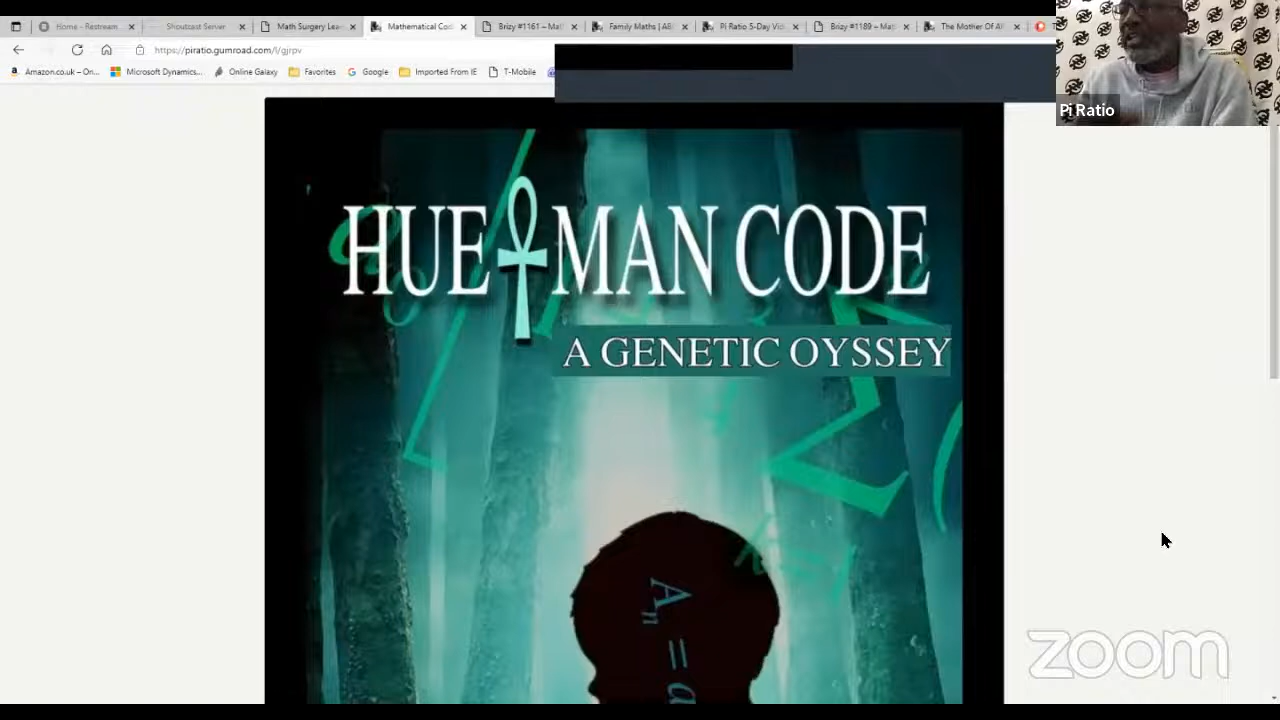 Home - Restream
Shoutcast Server
Math Surgery Lea
Mathematical Cod
Brizy #1161 – Mat
Family Maths | A&
Pi Ratio 5-Day Vid
Brizy #1189 – Mat
The Mother Of Al
https://piratio.gumroad.com/l/gjrpv
Amazon.co.uk – On...
Microsoft Dynamics...
Online Galaxy
Favorites
Google
Imported From IE
T-Mobile
Pi Ratio
HUE MAN CODE
A GENETIC OYSSEY
A
n
=
zoom